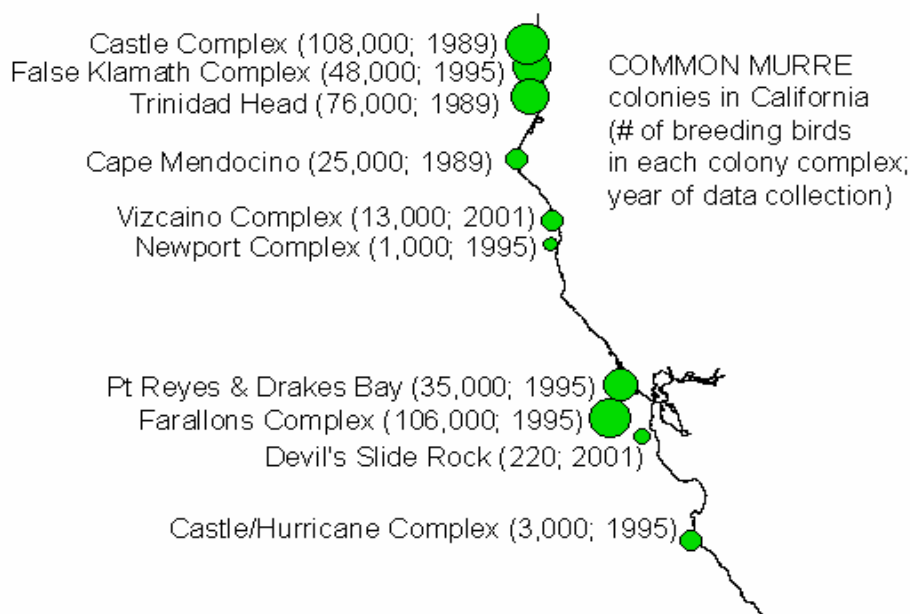 Castle Complex (108,000; 1989)
False Klamath Complex (48,000; 1995)
Trinidad Head (76,000; 1989)
COMMON MURRE
colonies in California
(# of breeding birds
in each colony complex;
year of data collection)
Cape Mendocino (25,000; 1989)
Vizcaino Complex (13,000; 2001)
Newport Complex (1,000; 1995)
Pt Reyes & Drakes Bay (35,000; 1995)
Farallons Complex (106,000; 1995)
Devil's Slide Rock (220; 2001)
Castle/Hurricane Complex (3,000; 1995)